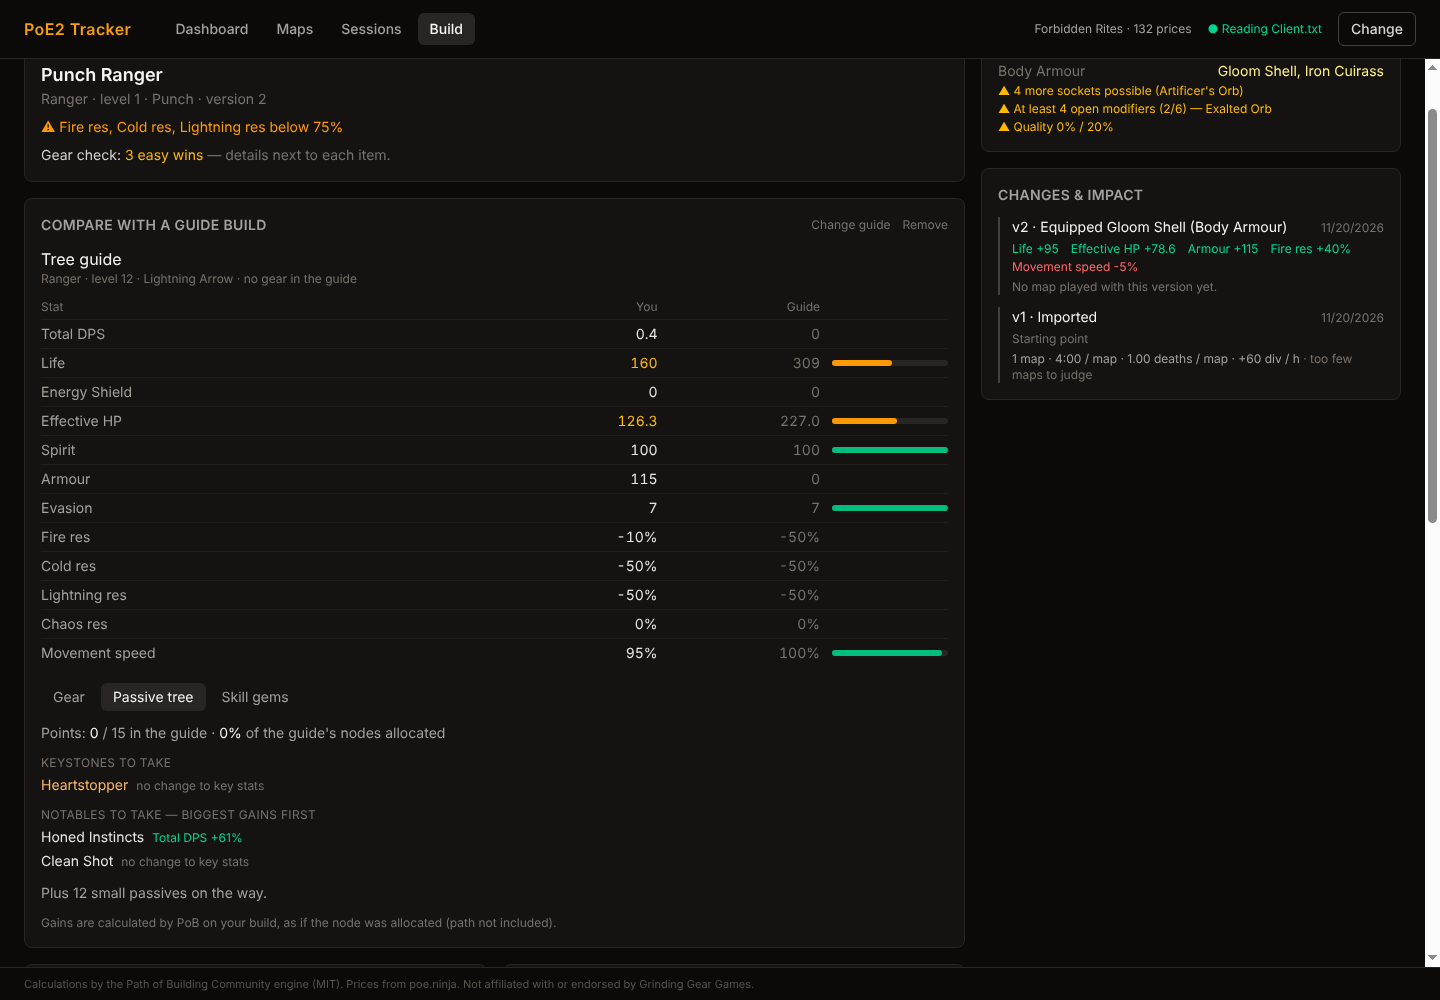 PoE2 Tracker
Dashboard
Maps
Sessions
Build
Forbidden Rites · 132 prices
Reading Client.txt
Change
Punch Ranger
Ranger · level 1 · Punch · version 2
Fire res, Cold res, Lightning res below 75%
Gear check: 3 easy wins — details next to each item.
COMPARE WITH A GUIDE BUILD
Change guide
Remove
Tree guide
Ranger · level 12 · Lightning Arrow · no gear in the guide
Stat You Guide
Total DPS 0.4 0
Life 160 309
Energy Shield 0 0
Effective HP 126.3 227.0
Spirit 100 100
Armour 115 0
Evasion 7 7
Fire res -10% -50%
Cold res -50% -50%
Lightning res -50% -50%
Chaos res 0% 0%
Movement speed 95% 100%
Gear
Passive tree
Skill gems
Points: 0 / 15 in the guide · 0% of the guide's nodes allocated
KEYSTONES TO TAKE
Heartstopper no change to key stats
NOTABLES TO TAKE — BIGGEST GAINS FIRST
Honed Instincts Total DPS +61%
Clean Shot no change to key stats
Plus 12 small passives on the way.
Gains are calculated by PoB on your build, as if the node was allocated (path not included).
Body Armour Gloom Shell, Iron Cuirass
▲ 4 more sockets possible (Artificer's Orb)
▲ At least 4 open modifiers (2/6) — Exalted Orb
▲ Quality 0% / 20%
CHANGES & IMPACT
v2 · Equipped Gloom Shell (Body Armour) 11/20/2026
Life +95 Effective HP +78.6 Armour +115 Fire res +40%
Movement speed -5%
No map played with this version yet.
v1 · Imported 11/20/2026
Starting point
1 map · 4:00 / map · 1.00 deaths / map · +60 div / h · too few
maps to judge
Calculations by the Path of Building Community engine (MIT). Prices from poe.ninja. Not affiliated with or endorsed by Grinding Gear Games.